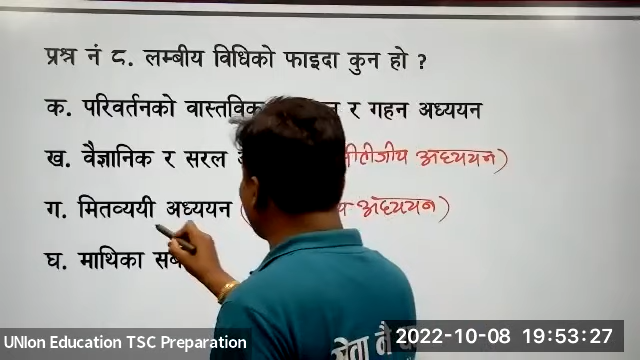 प्रश्न नं ८. लम्बीय विधिको फाइदा कुन हो ?
क. परिवर्तनको वास्तविक र गहन अध्ययन
ख. वैज्ञानिक र सरल अध्ययन)
ग. मितव्ययी अध्ययन ( अध्ययन)
घ. माथिका
UNIon Education TSC Preparation
2022-10-08 19:53:27